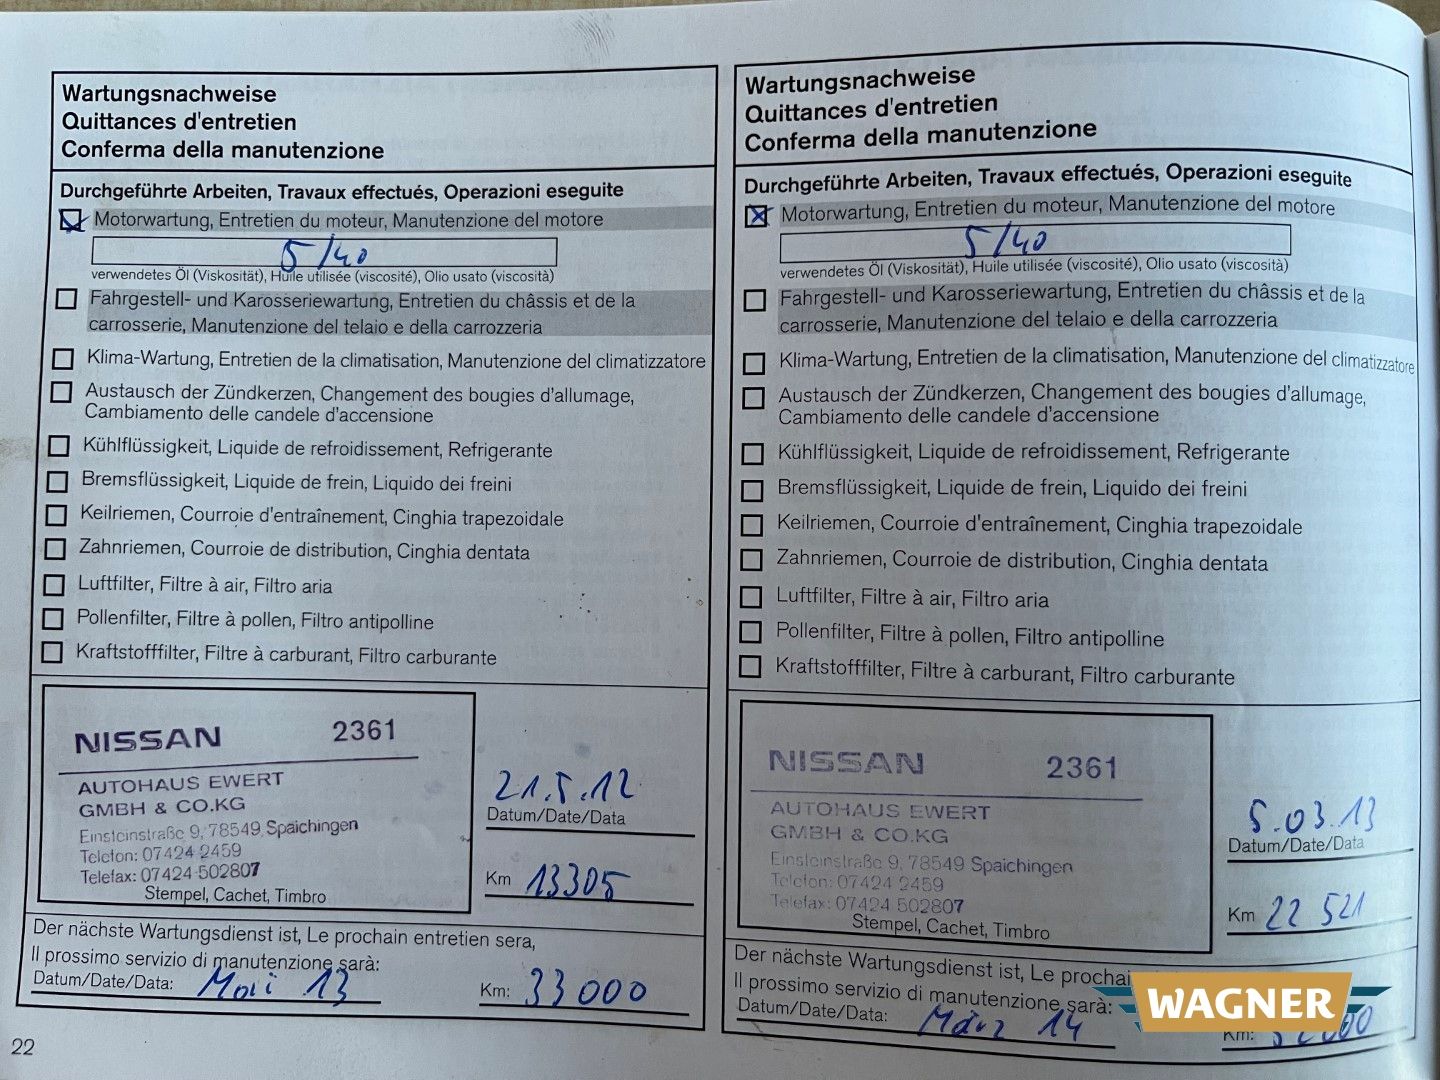 Wartungsnachweise
Quittances d'entretien
Conferma della manutenzione
Durchgeführte Arbeiten, Travaux effectués, Operazioni eseguite
Motorwartung, Entretien du moteur, Manutenzione del motore
5/40
verwendetes Öl (Viskosität), Huile utilisée (viscosité), Olio usato (viscosità)
Fahrgestell- und Karosseriewartung, Entretien du châssis et de la
carrosserie, Manutenzione del telaio e della carrozzeria
Klima-Wartung, Entretien de la climatisation, Manutenzione del climatizzatore
Austausch der Zündkerzen, Changement des bougies d'allumage,
Cambiamento delle candele d'accensione
Kühlflüssigkeit, Liquide de refroidissement, Refrigerante
Bremsflüssigkeit, Liquide de frein, Liquido dei freini
Keilriemen, Courroie d'entraînement, Cinghia trapezoidale
Zahnriemen, Courroie de distribution, Cinghia dentata
Luftfilter, Filtre à air, Filtro aria
Pollenfilter, Filtre à pollen, Filtro antipolline
Kraftstofffilter, Filtre à carburant, Filtro carburante
NISSAN 2361
AUTOHAUS EWERT
GMBH & CO.KG
Einsteinstraße 9, 78549 Spaichingen
Telefon: 07424 2459
Telefax: 07424 502807
Stempel, Cachet, Timbro
21.5.12
Datum/Date/Data
Km 13305
Der nächste Wartungsdienst ist, Le prochain entretien sera,
Il prossimo servizio di manutenzione sarà:
Datum/Date/Data: Mai 13 Km: 33000
22
Wartungsnachweise
Quittances d'entretien
Conferma della manutenzione
Durchgeführte Arbeiten, Travaux effectués, Operazioni eseguite
Motorwartung, Entretien du moteur, Manutenzione del motore
5/40
verwendetes Öl (Viskosität), Huile utilisée (viscosité), Olio usato (viscosità)
Fahrgestell- und Karosseriewartung, Entretien du châssis et de la
carrosserie, Manutenzione del telaio e della carrozzeria
Klima-Wartung, Entretien de la climatisation, Manutenzione del climatizzatore
Austausch der Zündkerzen, Changement des bougies d'allumage,
Cambiamento delle candele d'accensione
Kühlflüssigkeit, Liquide de refroidissement, Refrigerante
Bremsflüssigkeit, Liquide de frein, Liquido dei freini
Keilriemen, Courroie d'entraînement, Cinghia trapezoidale
Zahnriemen, Courroie de distribution, Cinghia dentata
Luftfilter, Filtre à air, Filtro aria
Pollenfilter, Filtre à pollen, Filtro antipolline
Kraftstofffilter, Filtre à carburant, Filtro carburante
NISSAN 2361
AUTOHAUS EWERT
GMBH & CO.KG
Einsteinstraße 9, 78549 Spaichingen
Telefon: 07424 2459
Telefax: 07424 502807
Stempel, Cachet, Timbro
5.03.13
Datum/Date/Data
Km 22 521
Der nächste Wartungsdienst ist, Le prochai
Il prossimo servizio di manutenzione sarà:
Datum/Date/Data: März 14 Km:
WAGNER